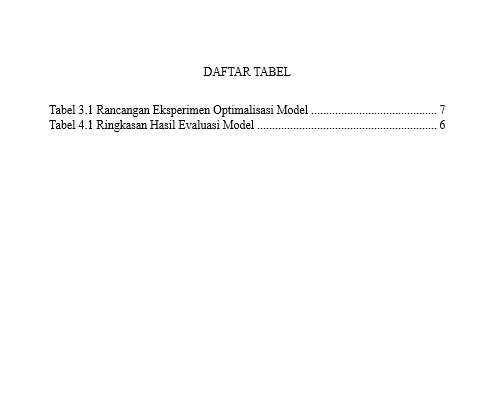 DAFTAR TABEL
Tabel 3.1 Rancangan Eksperimen Optimalisasi Model .......................................... 7
Tabel 4.1 Ringkasan Hasil Evaluasi Model ............................................................ 6